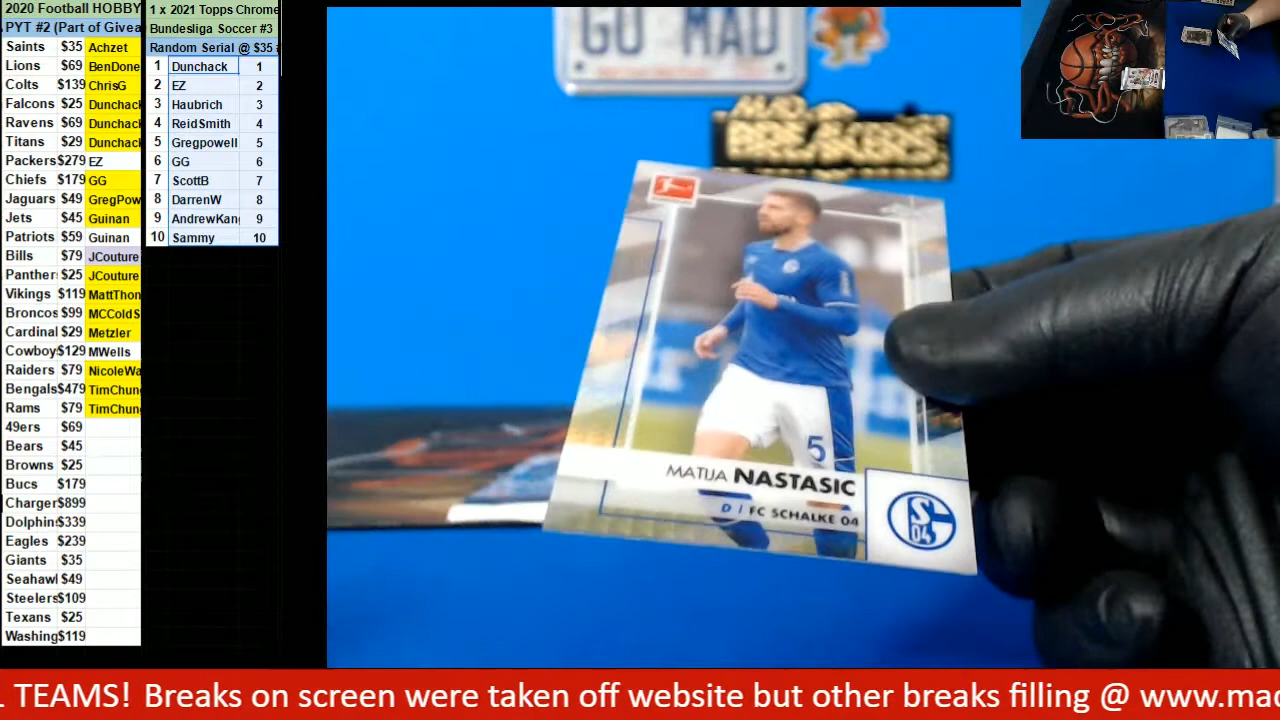 2020 Football HOBBY
PYT #2 (Part of Givea
Saints $35 Achzet
Lions $69 BenDone
Colts $139 ChrisG
Falcons $25 Dunchack
Ravens $69 Dunchack
Titans $29 Dunchack
Packers $279 EZ
Chiefs $179 GG
Jaguars $49 GregPow
Jets $45 Guinan
Patriots $59 Guinan
Bills $79 JCouture
Panther $25 JCouture
Vikings $119 MattThon
Broncos $99 MCColdS
Cardinal $29 Metzler
Cowboy $129 MWells
Raiders $79 NicoleWa
Bengals $479 TimChung
Rams $79 TimChung
49ers $69
Bears $45
Browns $25
Bucs $179
Charger $899
Dolphin $339
Eagles $239
Giants $35
Seahawl $49
Steelers $109
Texans $25
Washing $119
1 x 2021 Topps Chrome
Bundesliga Soccer #3
Random Serial @ $35
1 Dunchack 1
2 EZ 2
3 Haubrich 3
4 ReidSmith 4
5 Gregpowell 5
6 GG 6
7 ScottB 7
8 DarrenW 8
9 AndrewKang 9
10 Sammy 10
GO MAD
BREAKERS
5
MATIJA NASTASIC
D / FC SCHALKE 04
S 04
TEAMS! Breaks on screen were taken off website but other breaks filling @ www.mad